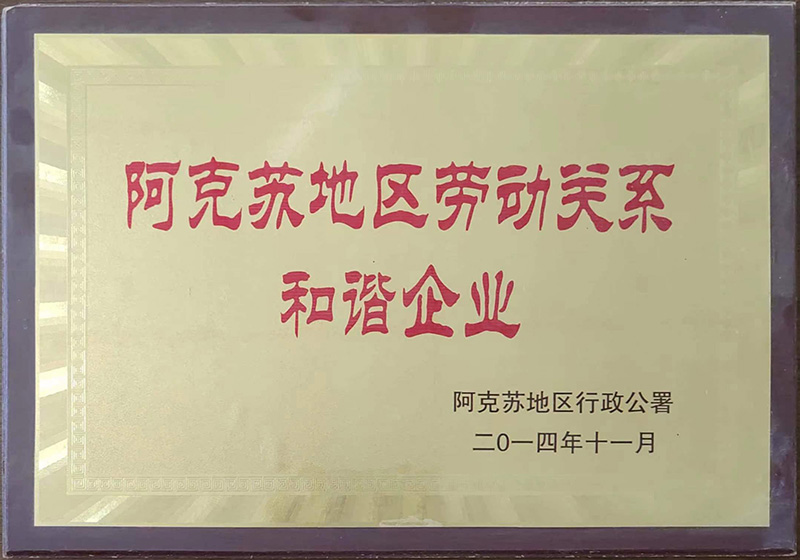 阿克苏地区劳动关系
和谐企业
阿克苏地区行政公署
二0一四年十一月